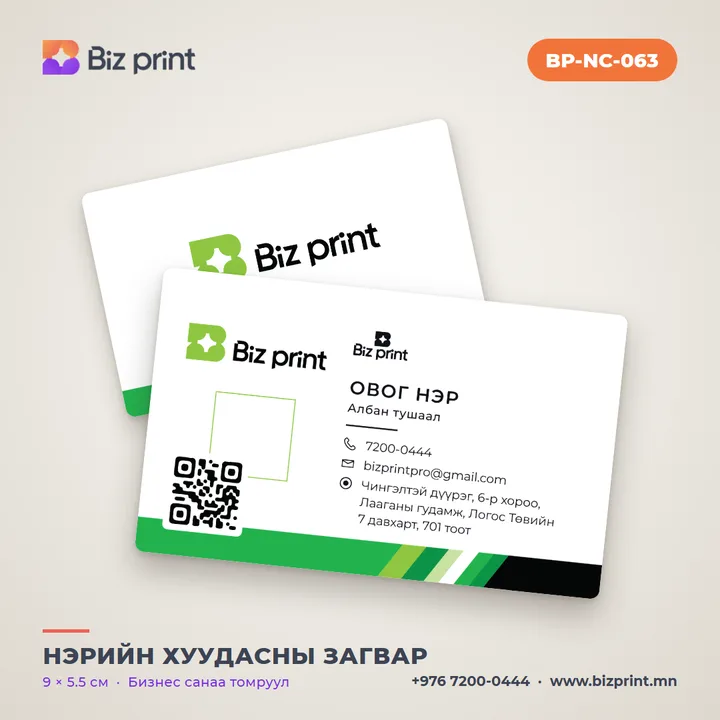 Biz print
BP-NC-063
Biz print
Biz print
Biz print
ОВОГ НЭР
Албан тушаал
7200-0444
bizprintpro@gmail.com
Чингэлтэй дүүрэг, 6-р хороо,
Лааганы гудамж, Логос Төвийн
7 давхарт, 701 тоот
НЭРИЙН ХУУДАСНЫ ЗАГВАР
9 × 5.5 см · Бизнес санаа томруул
+976 7200-0444 · www.bizprint.mn